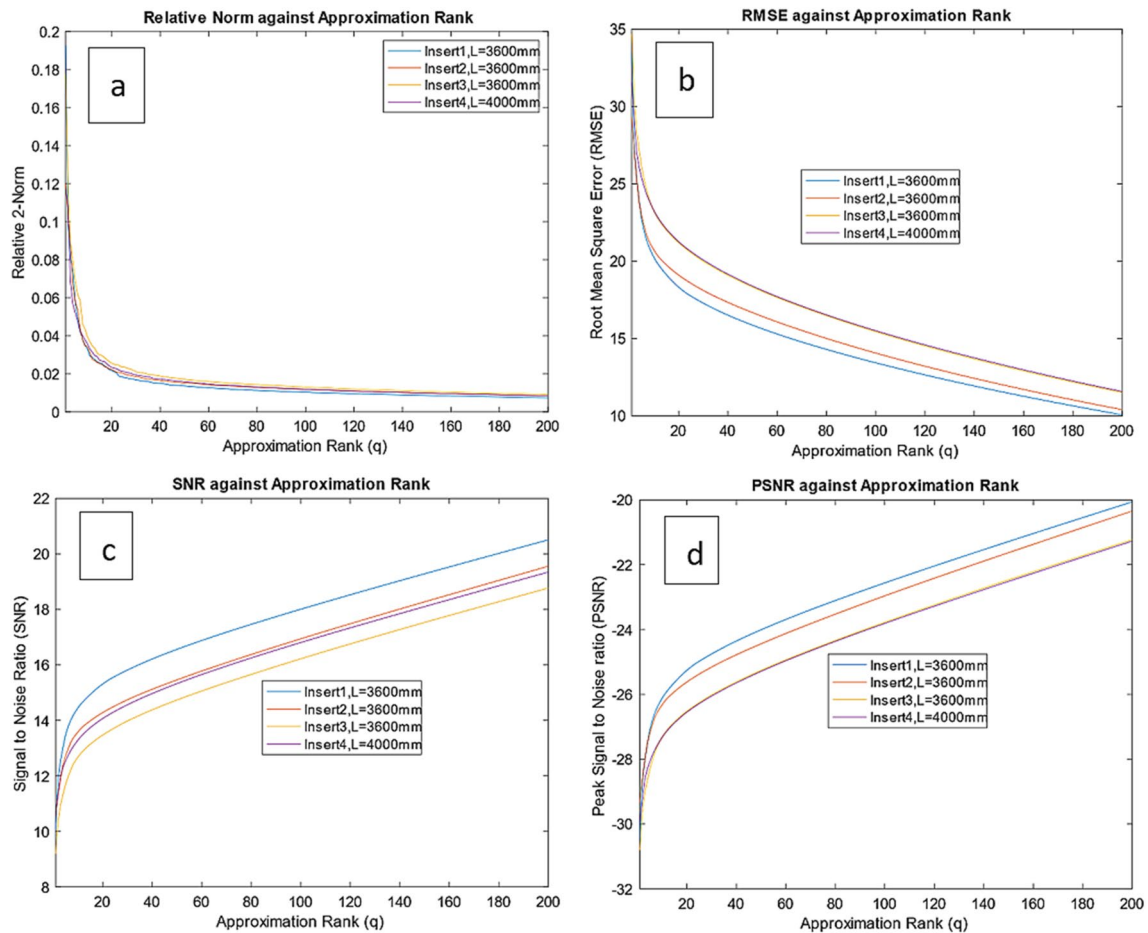 Relative Norm against Approximation Rank
0.2
0.18
0.16
0.14
0.12
0.1
0.08
0.06
0.04
0.02
0
Relative 2-Norm
a
Insert1,L=3600mm
Insert2,L=3600mm
Insert3,L=3600mm
Insert4,L=4000mm
20 40 60 80 100 120 140 160 180 200
Approximation Rank (q)
RMSE against Approximation Rank
35
30
25
20
15
10
Root Mean Square Error (RMSE)
b
Insert1,L=3600mm
Insert2,L=3600mm
Insert3,L=3600mm
Insert4,L=4000mm
20 40 60 80 100 120 140 160 180 200
Approximation Rank (q)
SNR against Approximation Rank
22
20
18
16
14
12
10
8
Signal to Noise Ratio (SNR)
c
Insert1,L=3600mm
Insert2,L=3600mm
Insert3,L=3600mm
Insert4,L=4000mm
20 40 60 80 100 120 140 160 180 200
Approximation Rank (q)
PSNR against Approximation Rank
-20
-22
-24
-26
-28
-30
-32
Peak Signal to Noise ratio (PSNR)
d
Insert1,L=3600mm
Insert2,L=3600mm
Insert3,L=3600mm
Insert4,L=4000mm
20 40 60 80 100 120 140 160 180 200
Approximation Rank (q)